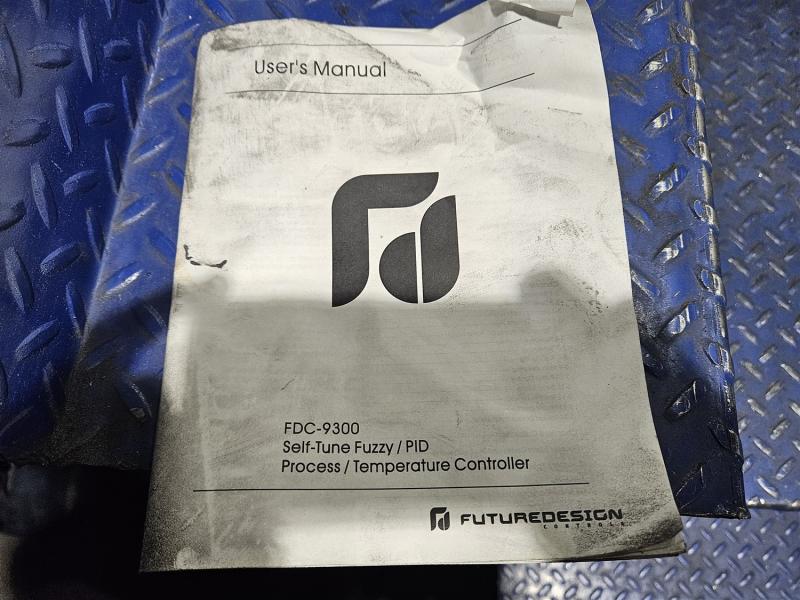 User's Manual
FDC-9300
Self-Tune Fuzzy / PID
Process / Temperature Controller
FUTUREDESIGN
CONTROLS